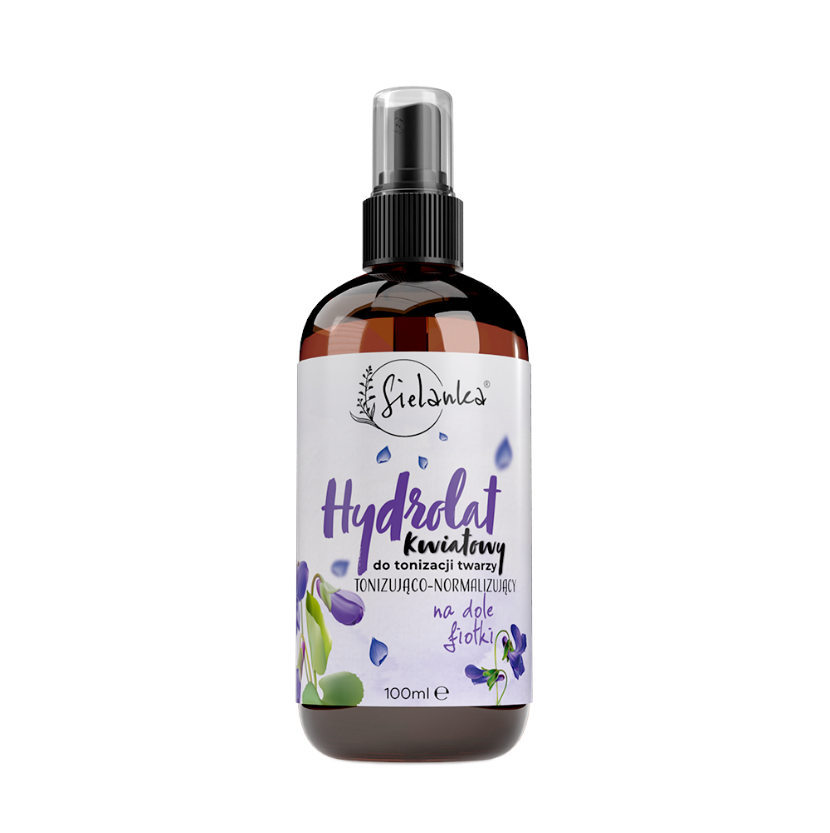 Sielanka®
Hydrolat
kwiatowy
do tonizacji twarzy
TONIZUJĄCO-NORMALIZUJĄCY
na dole
fiołki
100ml ℮